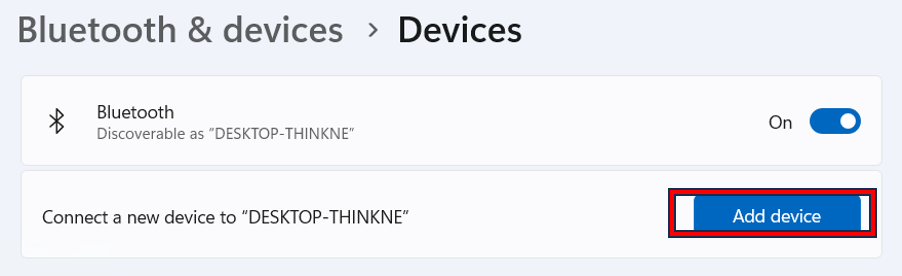 Bluetooth & devices > Devices
Bluetooth
Discoverable as "DESKTOP-THINKNE"
On
Connect a new device to “DESKTOP-THINKNE”
Add device